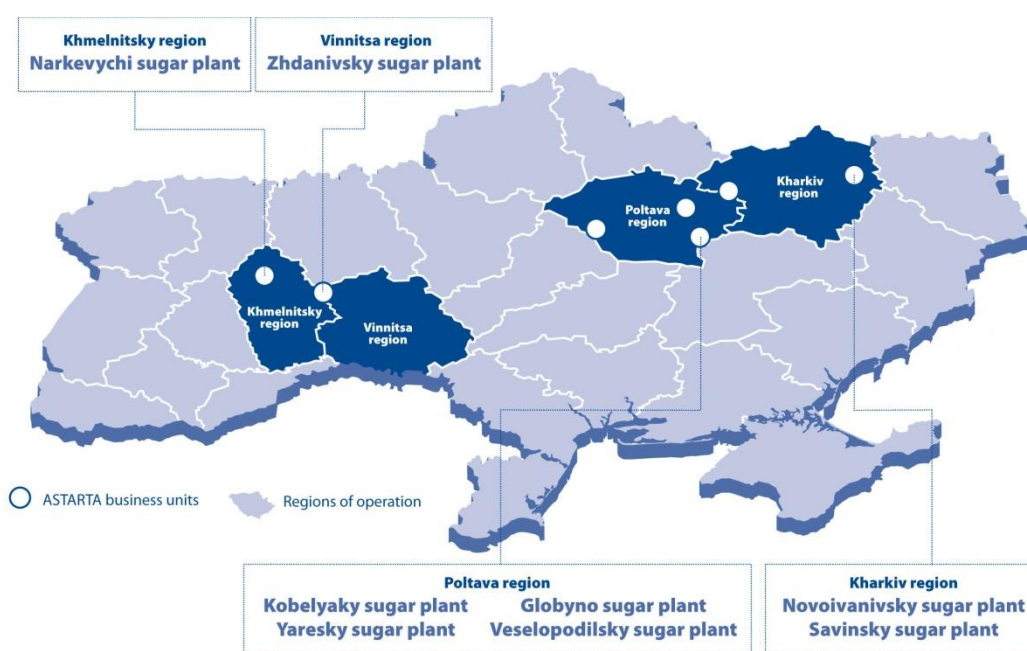 Khmelnitsky region
Narkevychi sugar plant
Vinnitsa region
Zhdanivsky sugar plant
Kharkiv
region
Poltava
region
Khmelnitsky
region
Vinnitsa
region
ASTARTA business units
Regions of operation
Poltava region
Kobelyaky sugar plant
Globyno sugar plant
Yaresky sugar plant
Veselopodilsky sugar plant
Kharkiv region
Novoivanivsky sugar plant
Savinsky sugar plant